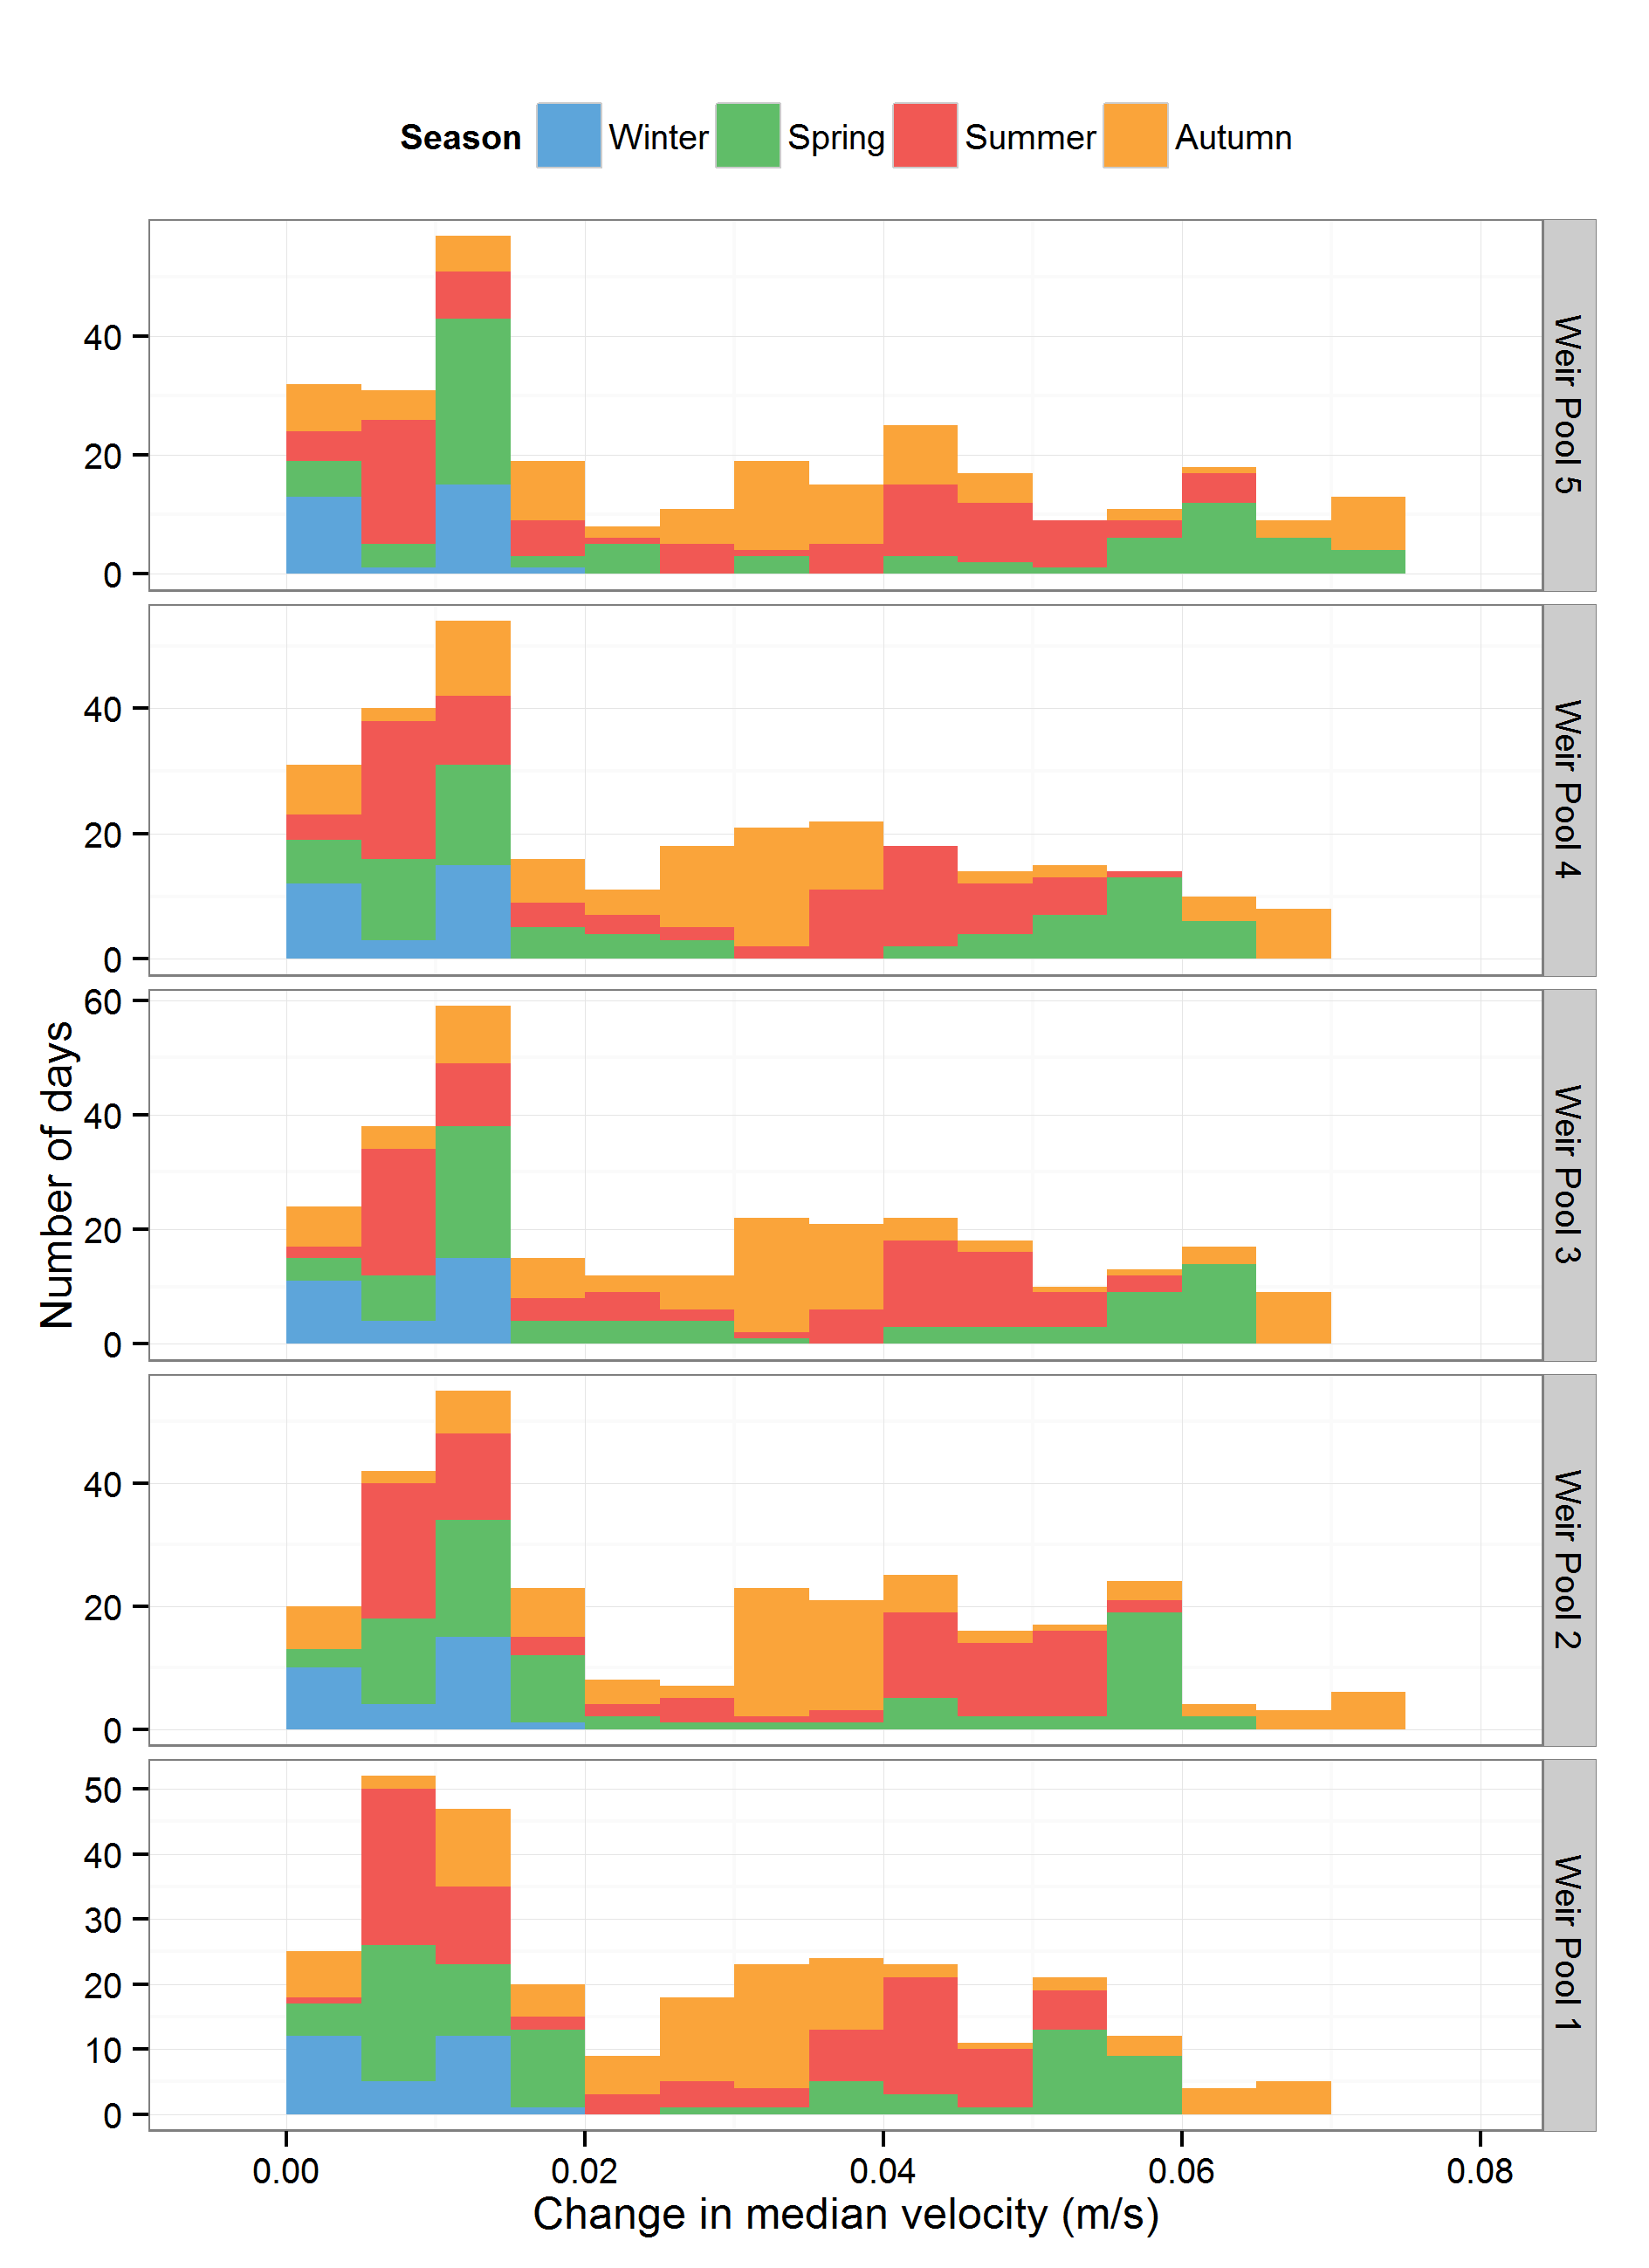 Season Winter Spring Summer Autumn
40
20
0
Weir Pool 5
40
20
0
Weir Pool 4
60
40
20
0
Weir Pool 3
40
20
0
Weir Pool 2
50
40
30
20
10
0
Weir Pool 1
Number of days
0.00 0.02 0.04 0.06 0.08
Change in median velocity (m/s)